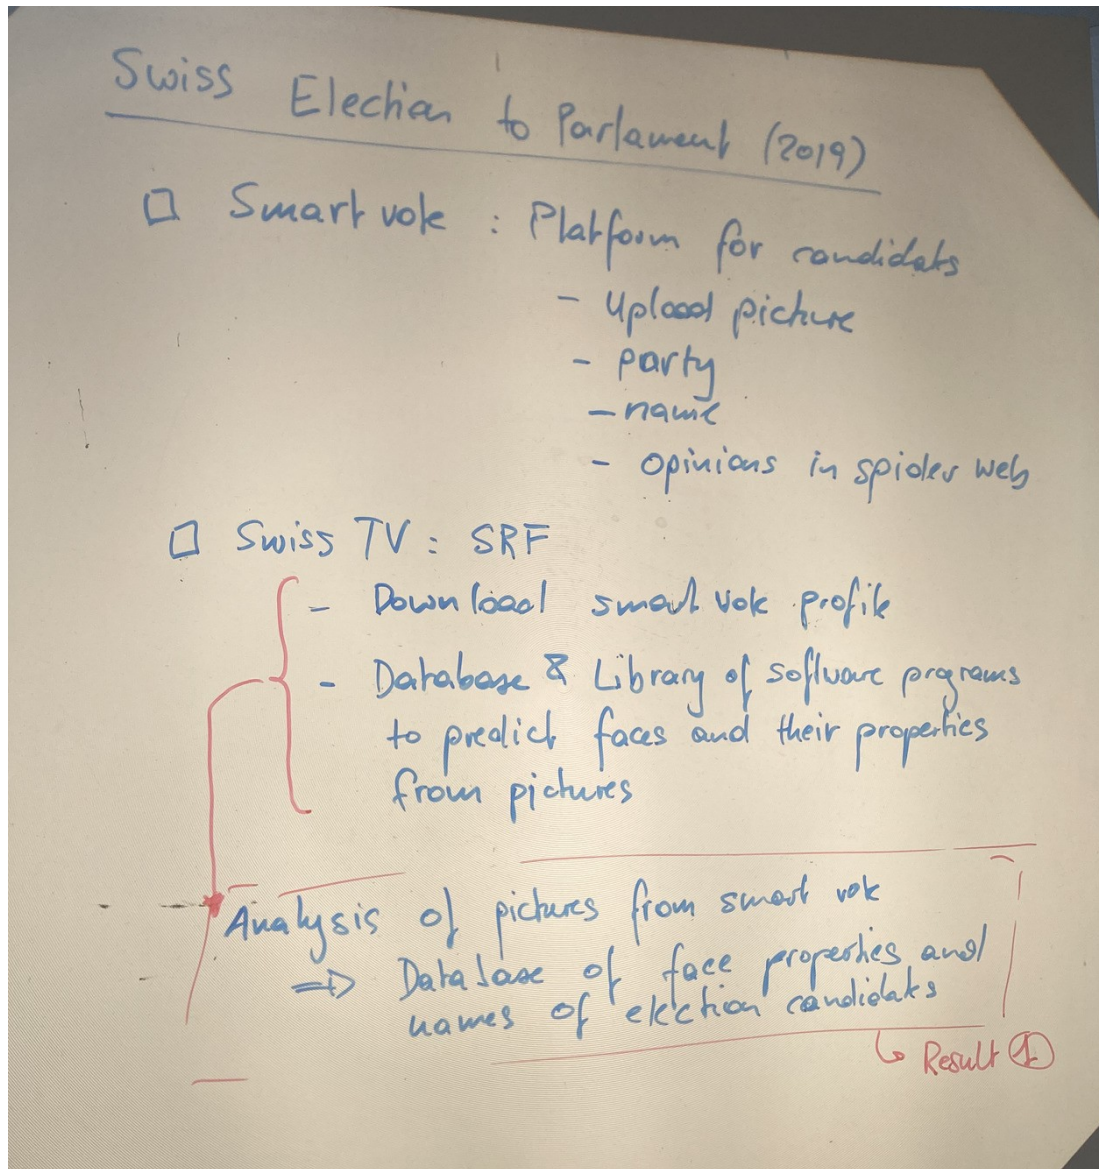 Swiss Election to Parlament (2019)
□ Smart vote : Platform for candidats
- Upload picture
- party
- name
- opinions in spider web
□ Swiss TV : SRF
- Download smart vote profile
- Database & Library of software programs
to predict faces and their properties
from pictures
Analysis of pictures from smart vote
⇒ Database of face properties and
names of election candidats
↳ Result ①